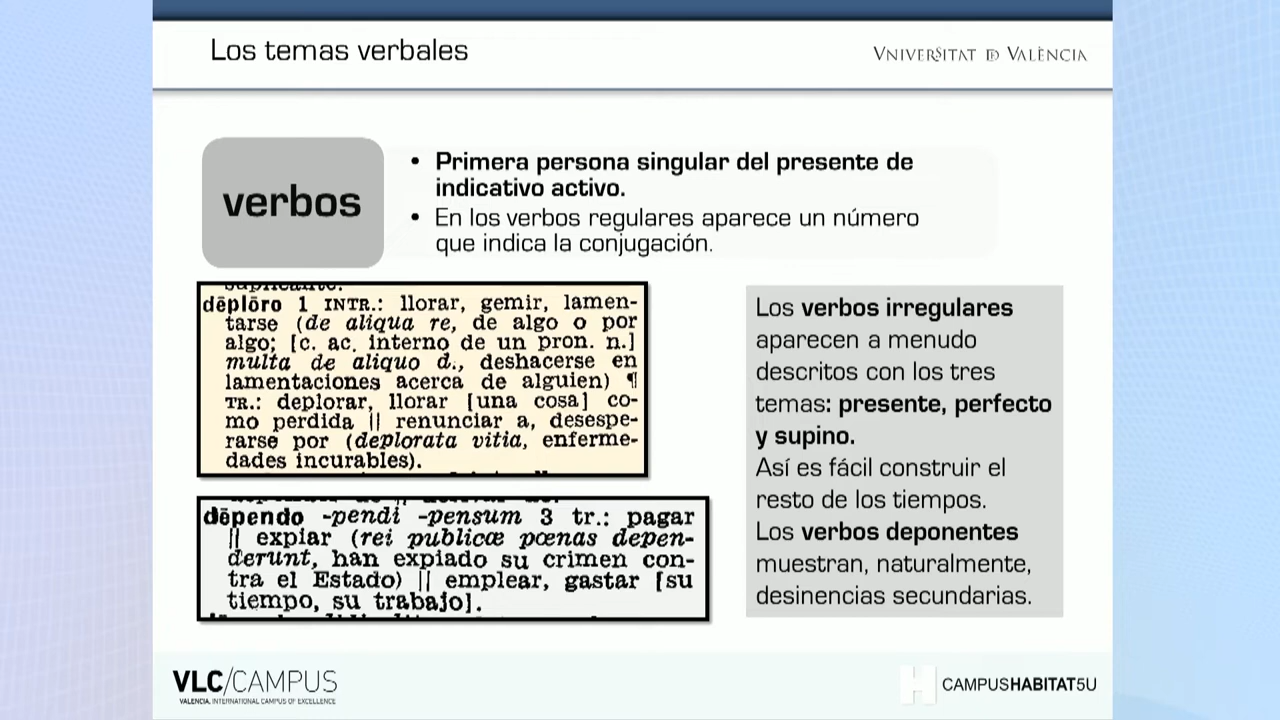 Los temas verbales
VNIVERSITAT DE VALÈNCIA
verbos
• Primera persona singular del presente de
indicativo activo.
• En los verbos regulares aparece un número
que indica la conjugación.
dēplōro 1 INTR.: llorar, gemir, lamen-
tarse (de aliqua re, de algo o por
algo; [c. ac. interno de un pron. n.]
multa de aliquo d., deshacerse en
lamentaciones acerca de alguien) ¶
TR.: deplorar, llorar [una cosa] co-
mo perdida || renunciar a, desespe-
rarse por (deplorata vitia, enferme-
dades incurables).
dēpendo -pendi -pensum 3 tr.: pagar
|| expiar (rei publicæ pœnas depen-
derunt, han expiado su crimen con-
tra el Estado) || emplear, gastar [su
tiempo, su trabajo].
Los verbos irregulares
aparecen a menudo
descritos con los tres
temas: presente, perfecto
y supino.
Así es fácil construir el
resto de los tiempos.
Los verbos deponentes
muestran, naturalmente,
desinencias secundarias.
VLC/CAMPUS
VALENCIA, INTERNATIONAL CAMPUS OF EXCELLENCE
H CAMPUSHABITAT5U